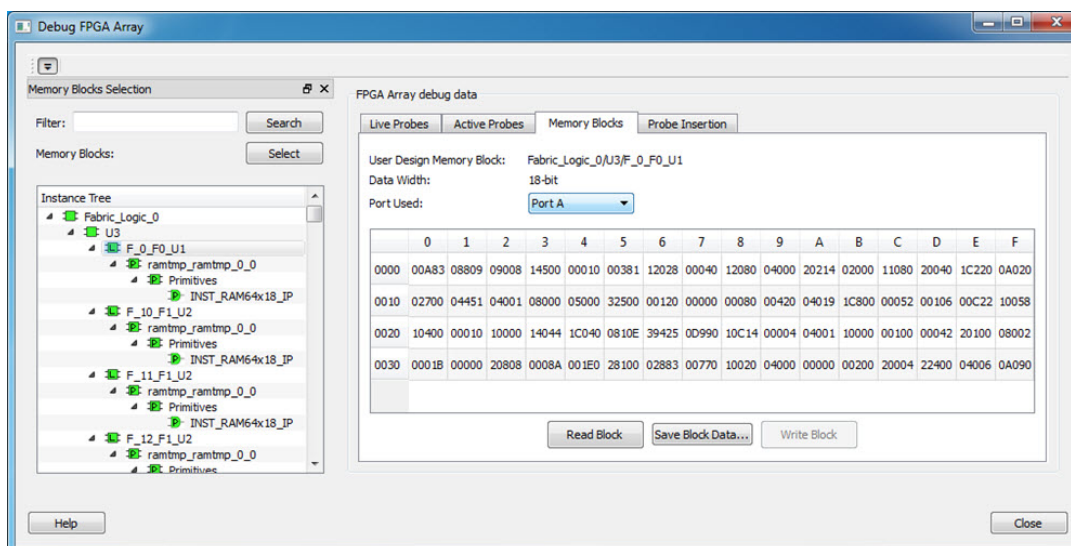 Debug FPGA Array
Memory Blocks Selection
Filter:
Search
Memory Blocks:
Select
Instance Tree
Fabric_Logic_0
U3
F_0_F0_U1
ramtmp_ramtmp_0_0
Primitives
INST_RAM64x18_IP
F_10_F1_U2
ramtmp_ramtmp_0_0
Primitives
INST_RAM64x18_IP
F_11_F1_U2
ramtmp_ramtmp_0_0
Primitives
INST_RAM64x18_IP
F_12_F1_U2
ramtmp_ramtmp_0_0
Primitives
FPGA Array debug data
Live Probes Active Probes Memory Blocks Probe Insertion
User Design Memory Block: Fabric_Logic_0/U3/F_0_F0_U1
Data Width: 18-bit
Port Used: Port A
0 1 2 3 4 5 6 7 8 9 A B C D E F
0000 00A83 08809 09008 14500 00010 00381 12028 00040 12080 04000 20214 02000 11080 20040 1C220 0A020
0010 02700 04451 04001 08000 05000 32500 00120 00000 00080 00420 04019 1C800 00052 00106 00C22 10058
0020 10400 00010 10000 14044 1C040 0810E 39425 0D990 10C14 00004 04001 10000 00100 00042 20100 08002
0030 0001B 00000 20808 0008A 001E0 28100 02883 00770 10020 04000 00000 00200 20004 22400 04006 0A090
Read Block Save Block Data... Write Block
Help Close